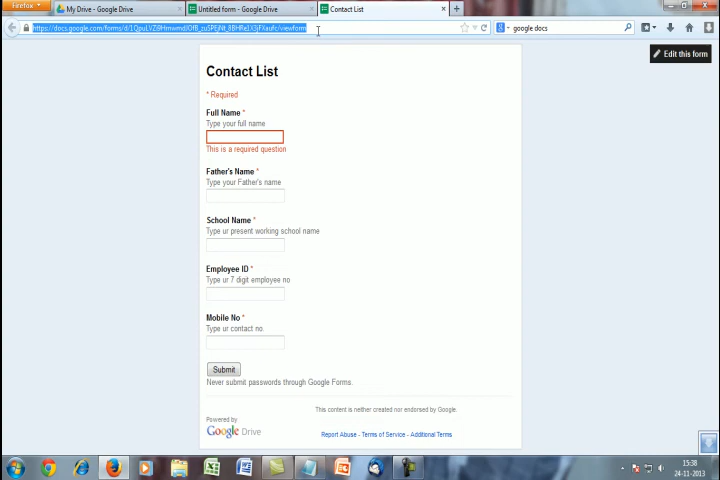 Firefox
My Drive - Google Drive
Untitled form - Google Drive
Contact List
google docs
Edit this form
Contact List
* Required
Full Name *
Type your full name
This is a required question
Father's Name *
Type your Father's name
School Name *
Type ur present working school name
Employee ID *
Type ur 7 digit employee no
Mobile No *
Type ur contact no.
Submit
Never submit passwords through Google Forms.
Powered by
Google Drive
This content is neither created nor endorsed by Google.
Report Abuse - Terms of Service - Additional Terms
15:38
24-11-2013